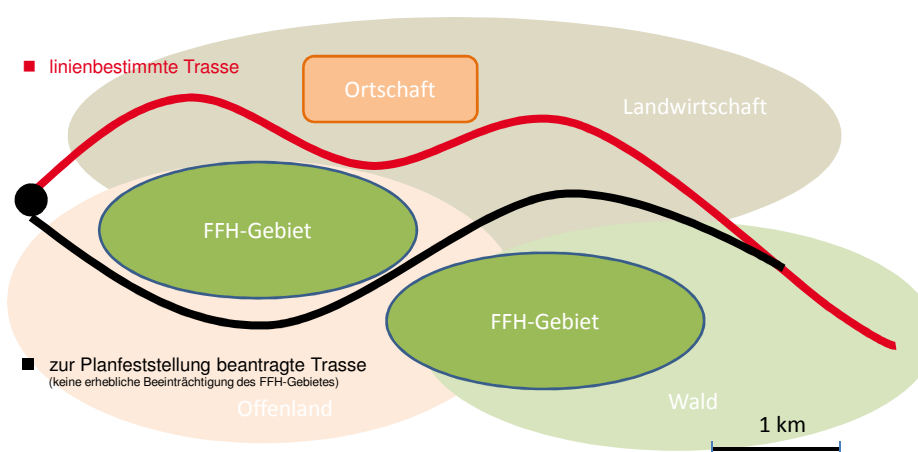 linienbestimmte Trasse
Ortschaft
Landwirtschaft
FFH-Gebiet
FFH-Gebiet
zur Planfeststellung beantragte Trasse
(keine erhebliche Beeinträchtigung des FFH-Gebietes)
Offenland
Wald
1 km